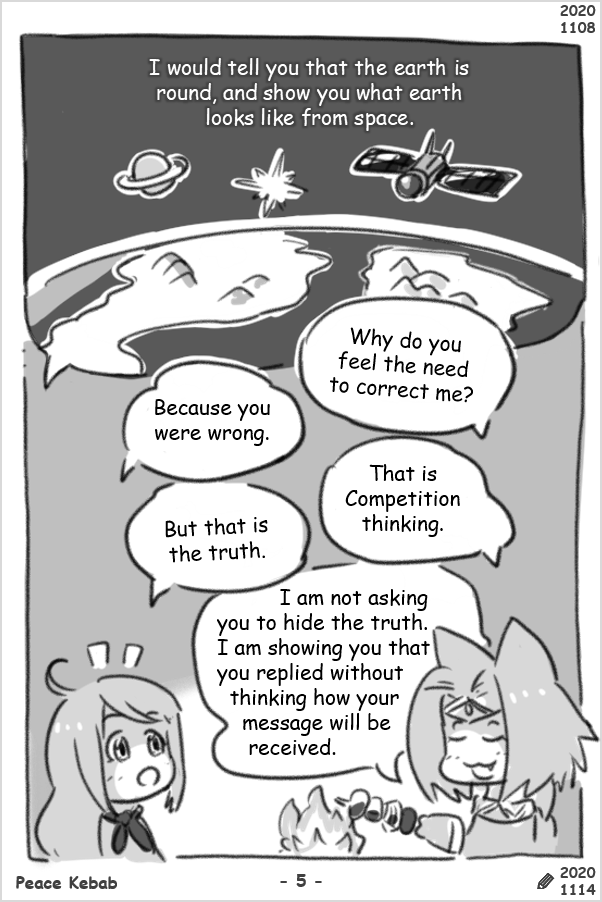 2020
1108
I would tell you that the earth is
round, and show you what earth
looks like from space.
Why do you
feel the need
to correct me?
Because you
were wrong.
That is
Competition
thinking.
But that is
the truth.
I am not asking
you to hide the truth.
I am showing you that
you replied without
thinking how your
message will be
received.
Peace Kebab
- 5 -
2020
1114